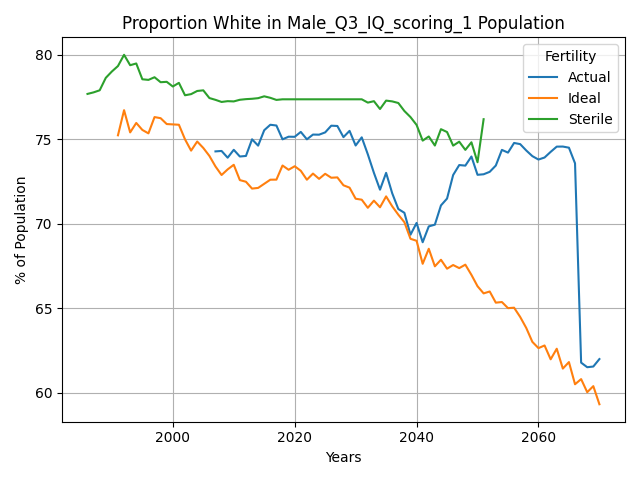 Proportion White in Male_Q3_IQ_scoring_1 Population
Fertility
Actual
Ideal
Sterile
% of Population
80
75
70
65
60
2000
2020
2040
2060
Years